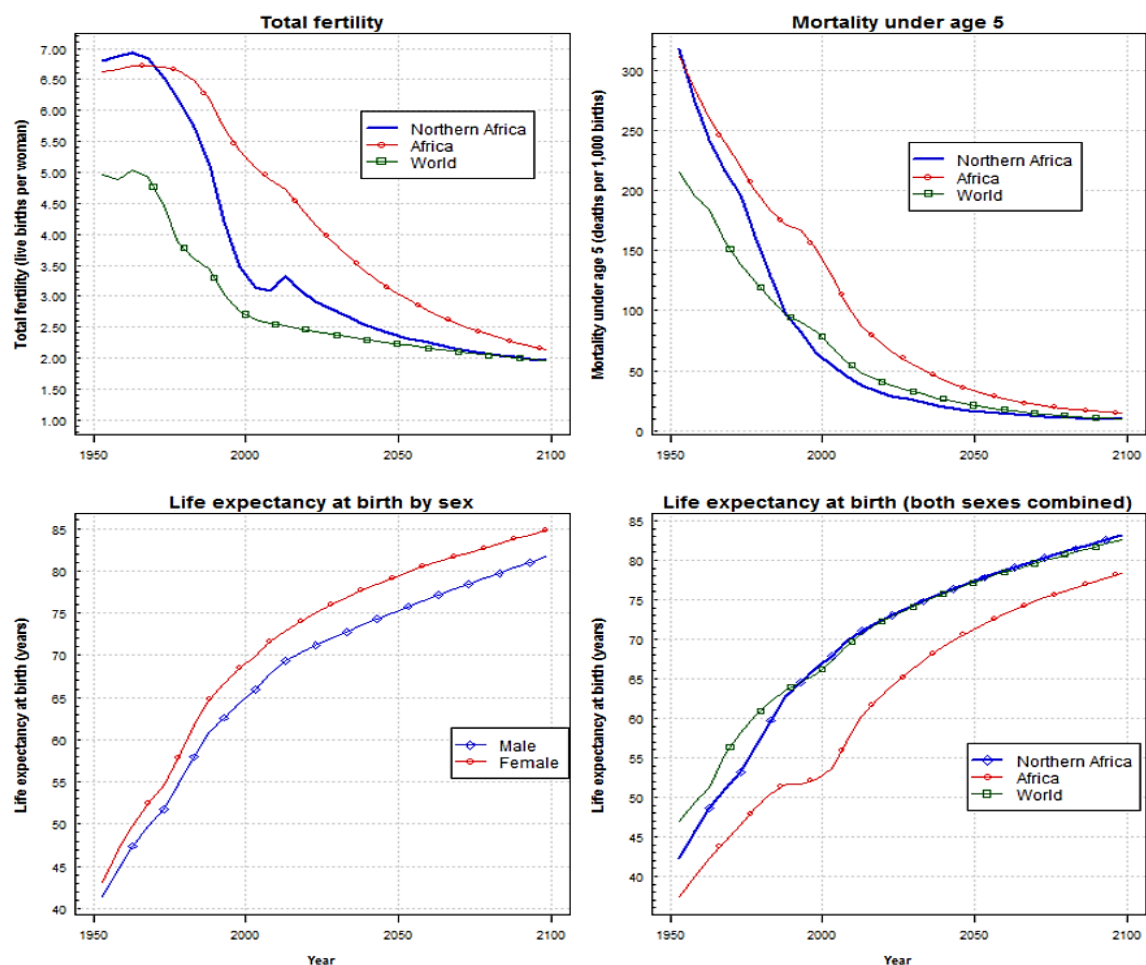 Total fertility
Total fertility (live births per woman)
7.00
6.50
6.00
5.50
5.00
4.50
4.00
3.50
3.00
2.50
2.00
1.50
1.00
Northern Africa
Africa
World
1950
2000
2050
2100
Mortality under age 5
Mortality under age 5 (deaths per 1,000 births)
300
250
200
150
100
50
0
Northern Africa
Africa
World
1950
2000
2050
2100
Life expectancy at birth by sex
Life expectancy at birth (years)
85
80
75
70
65
60
55
50
45
40
Male
Female
1950
2000
2050
2100
Year
Life expectancy at birth (both sexes combined)
Life expectancy at birth (years)
85
80
75
70
65
60
55
50
45
40
Northern Africa
Africa
World
1950
2000
2050
2100
Year